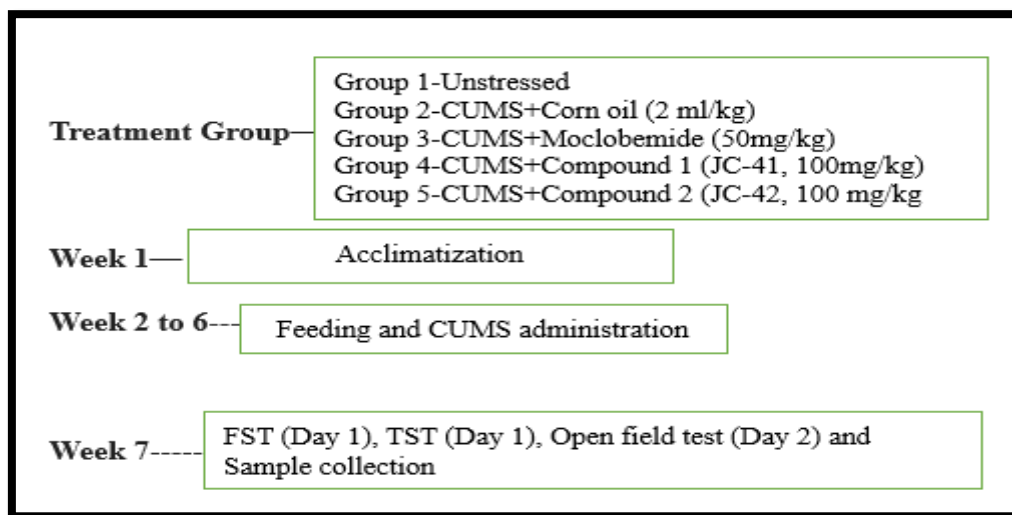 Group 1-Unstressed
Group 2-CUMS+Corn oil (2 ml/kg)
Treatment Group—
Group 3-CUMS+Moclobemide (50mg/kg)
Group 4-CUMS+Compound 1 (JC-41, 100mg/kg)
Group 5-CUMS+Compound 2 (JC-42, 100 mg/kg
Week 1—
Acclimatization
Week 2 to 6---
Feeding and CUMS administration
Week 7-----
FST (Day 1), TST (Day 1), Open field test (Day 2) and
Sample collection